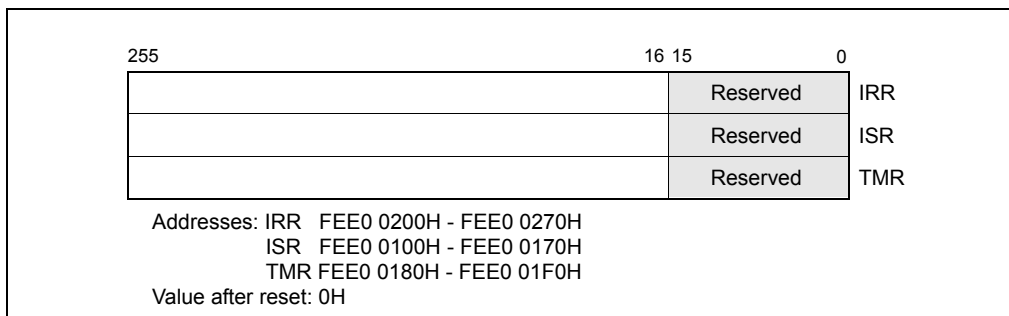 255 16 15 0
Reserved IRR
Reserved ISR
Reserved TMR
Addresses: IRR FEE0 0200H - FEE0 0270H
ISR FEE0 0100H - FEE0 0170H
TMR FEE0 0180H - FEE0 01F0H
Value after reset: 0H